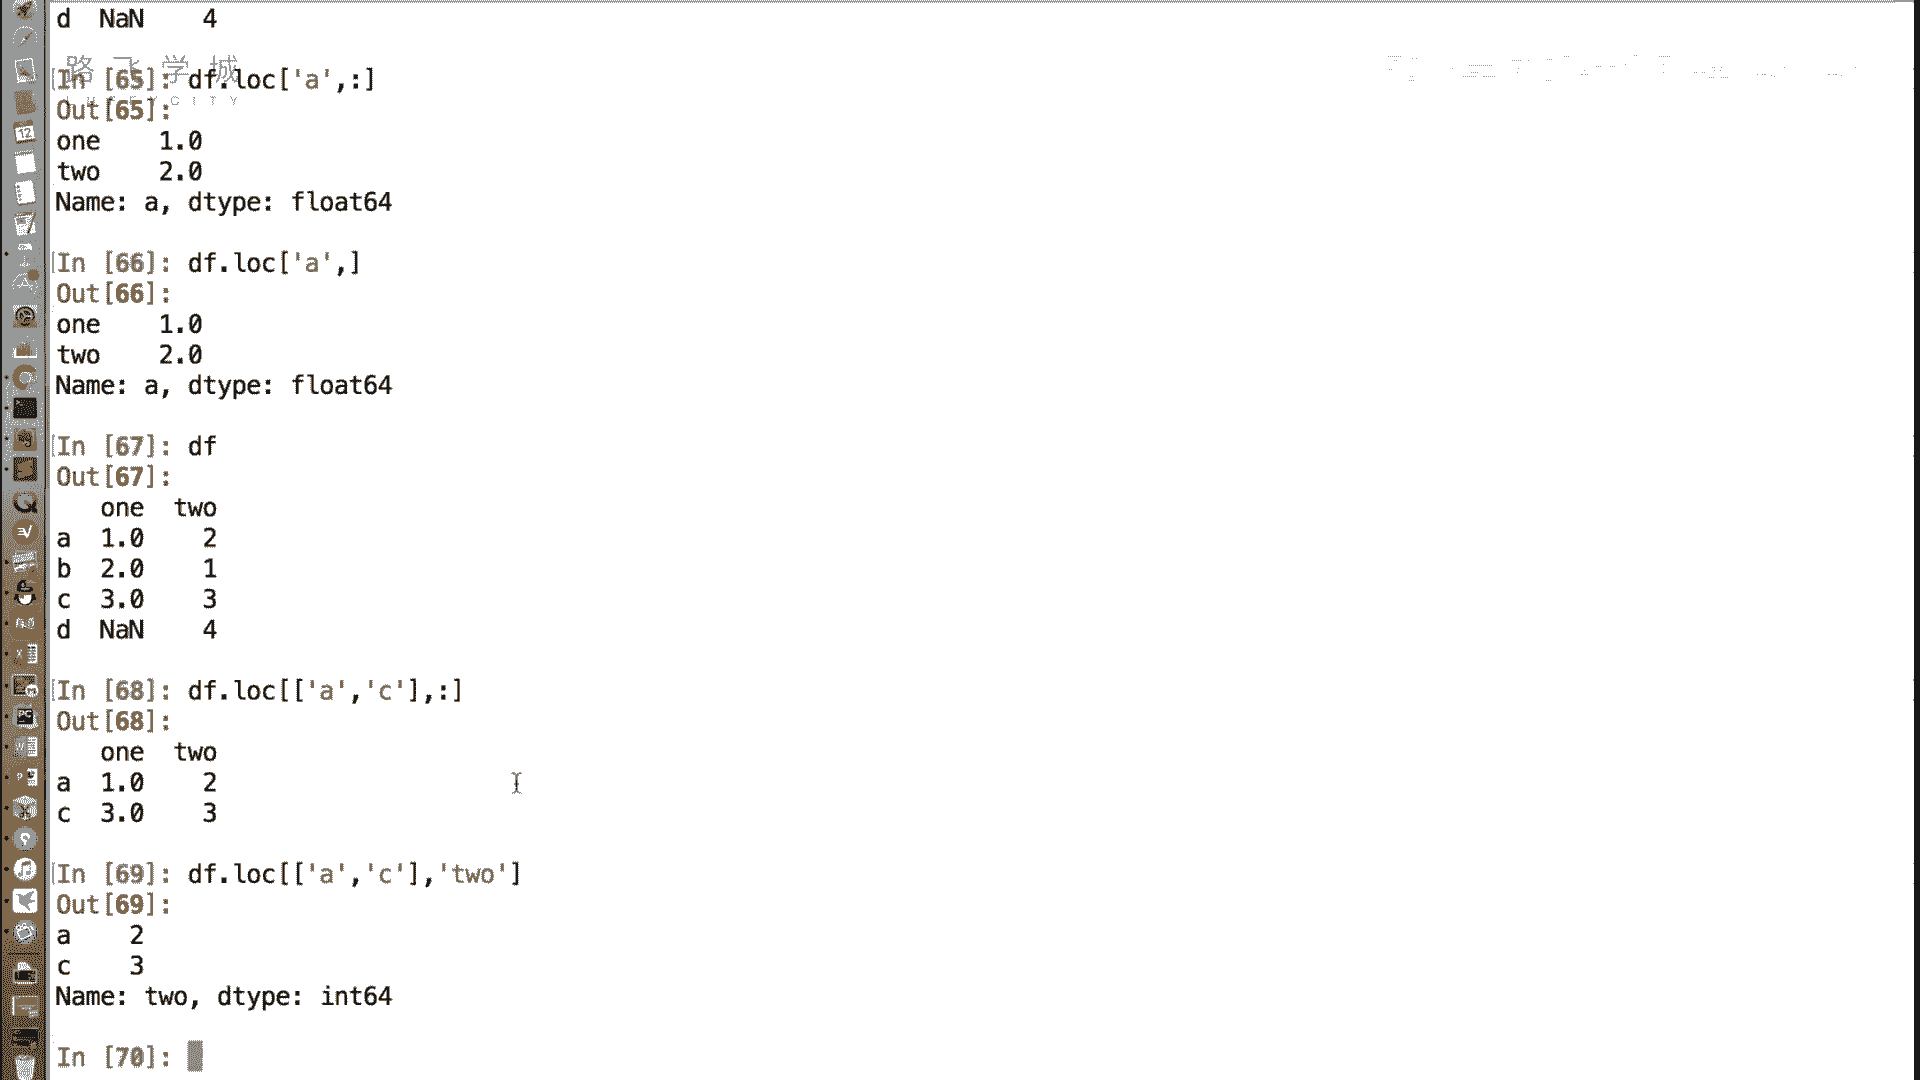 d  NaN    4
路飞学城
In [65]: df.loc['a',:]
LUFFYCITY
Out[65]:
one    1.0
two    2.0
Name: a, dtype: float64
In [66]: df.loc['a',]
Out[66]:
one    1.0
two    2.0
Name: a, dtype: float64
In [67]: df
Out[67]:
   one  two
a  1.0    2
b  2.0    1
c  3.0    3
d  NaN    4
In [68]: df.loc[['a','c'],:]
Out[68]:
   one  two
a  1.0    2
c  3.0    3
In [69]: df.loc[['a','c'],'two']
Out[69]:
a    2
c    3
Name: two, dtype: int64
In [70]: